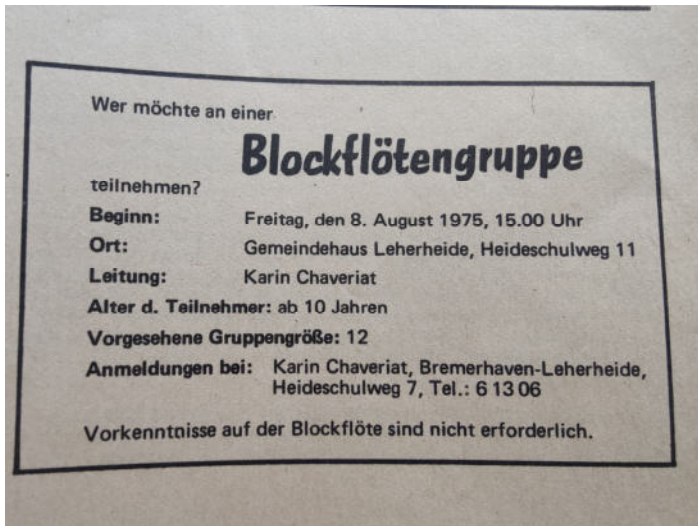 Wer möchte an einer
Blockflötengruppe
teilnehmen?
Beginn: Freitag, den 8. August 1975, 15.00 Uhr
Ort: Gemeindehaus Leherheide, Heideschulweg 11
Leitung: Karin Chaveriat
Alter d. Teilnehmer: ab 10 Jahren
Vorgesehene Gruppengröße: 12
Anmeldungen bei: Karin Chaveriat, Bremerhaven-Leherheide,
Heideschulweg 7, Tel.: 6 13 06
Vorkenntnisse auf der Blockflöte sind nicht erforderlich.